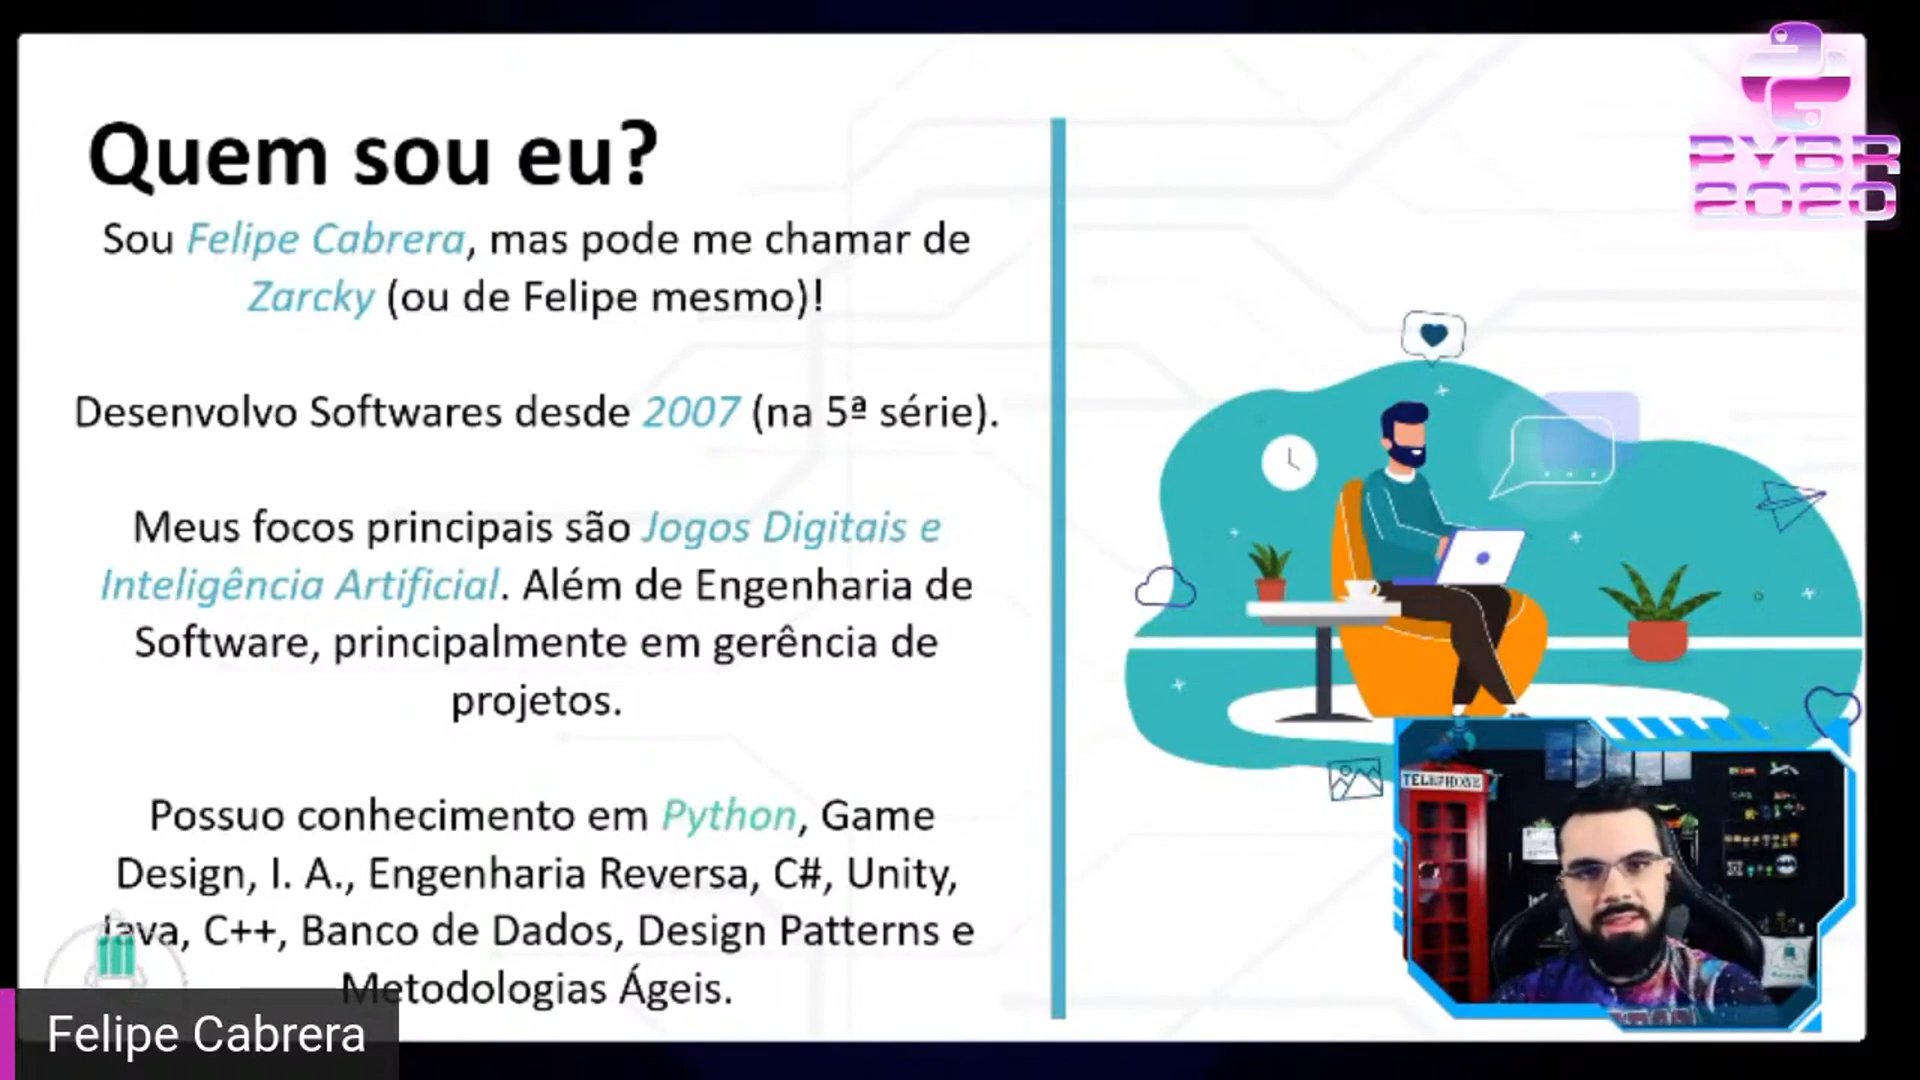 Quem sou eu?
Sou Felipe Cabrera, mas pode me chamar de
Zarcky (ou de Felipe mesmo)!
Desenvolvo Softwares desde 2007 (na 5ª série).
Meus focos principais são Jogos Digitais e
Inteligência Artificial. Além de Engenharia de
Software, principalmente em gerência de
projetos.
Possuo conhecimento em Python, Game
Design, I. A., Engenharia Reversa, C#, Unity,
Java, C++, Banco de Dados, Design Patterns e
Metodologias Ágeis.
Felipe Cabrera
PYBR
2020
TELEPHONE